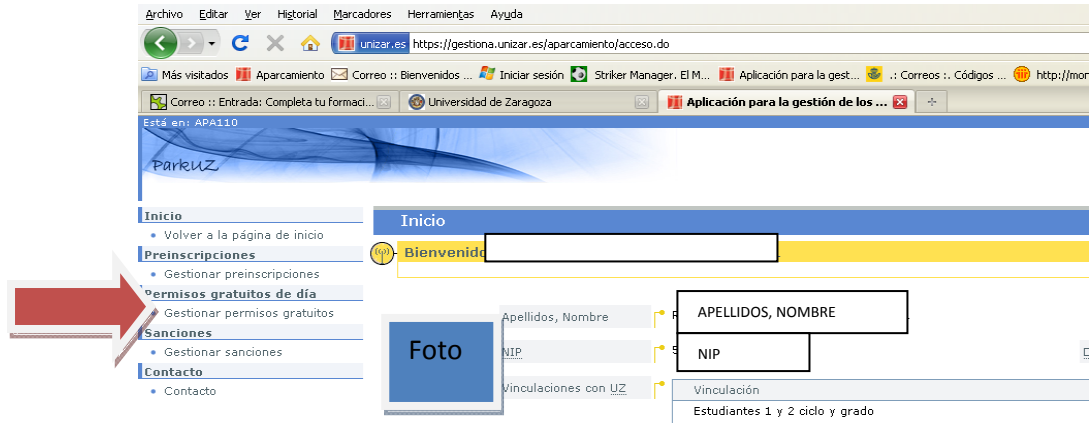 Archivo Editar Ver Historial Marcadores Herramientas Ayuda
unizar.es https://gestiona.unizar.es/aparcamiento/acceso.do
Más visitados Aparcamiento Correo :: Bienvenidos ... Iniciar sesión Striker Manager. El M... Aplicación para la gest... .: Correos :. Códigos ... http://mor
Correo :: Entrada: Completa tu formaci... Universidad de Zaragoza Aplicación para la gestión de los ...
Está en: APA110
ParkUZ
Inicio
Volver a la página de inicio
Preinscripciones
Gestionar preinscripciones
Permisos gratuitos de día
Gestionar permisos gratuitos
Sanciones
Gestionar sanciones
Contacto
Contacto
Inicio
Bienvenido
Foto
Apellidos, Nombre
APELLIDOS, NOMBRE
NIP
5
NIP
Vinculaciones con UZ
Vinculación
Estudiantes 1 y 2 ciclo y grado